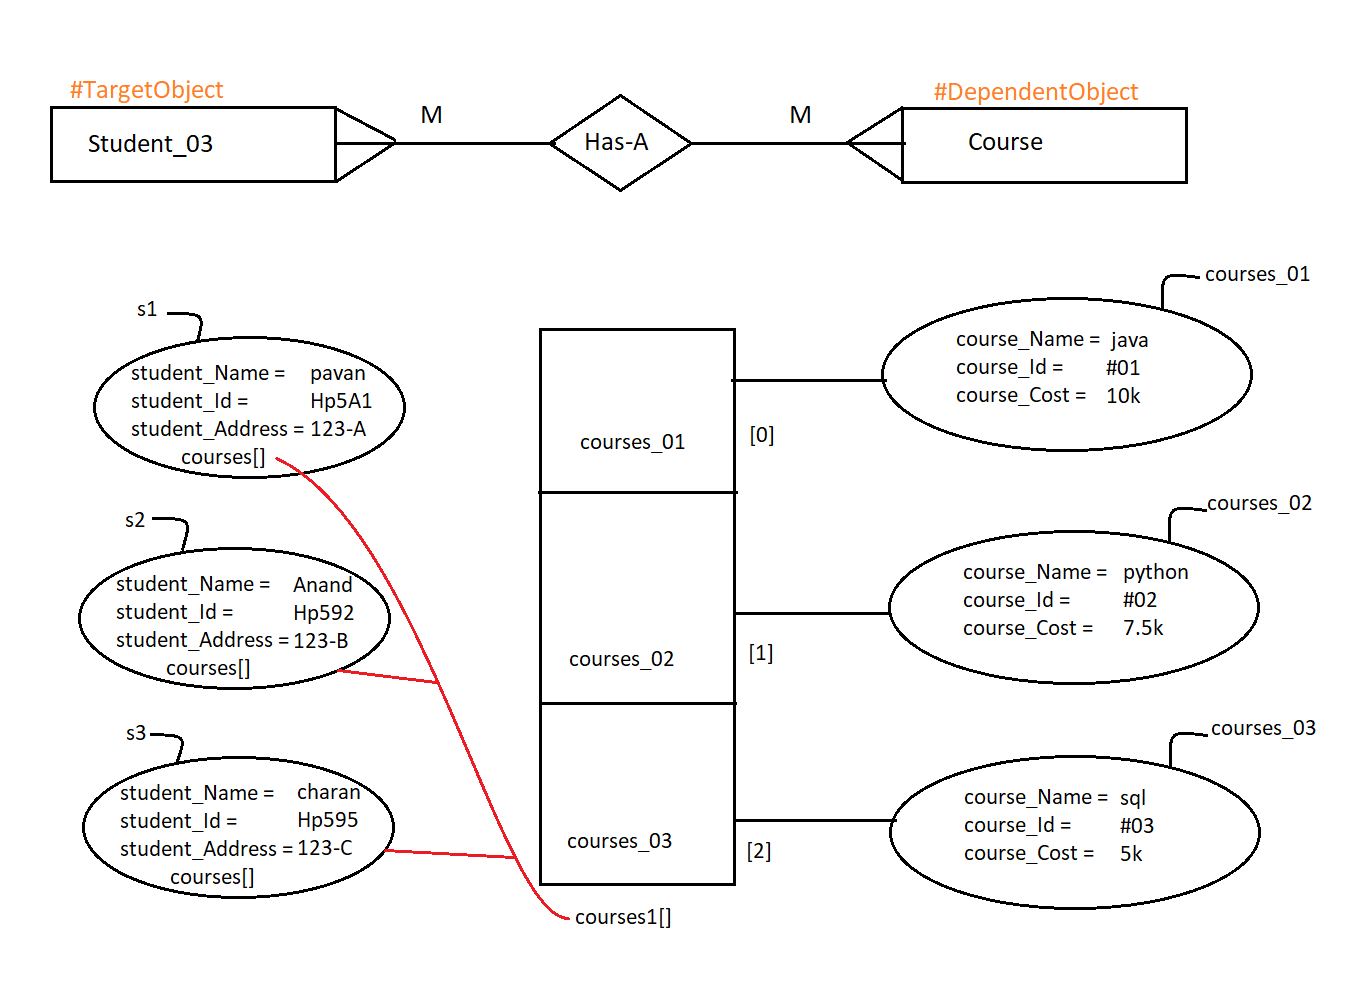 #TargetObject
Student_03
M
Has-A
M
#DependentObject
Course
s1
student_Name = pavan
student_Id = Hp5A1
student_Address = 123-A
courses[]
s2
student_Name = Anand
student_Id = Hp592
student_Address = 123-B
courses[]
s3
student_Name = charan
student_Id = Hp595
student_Address = 123-C
courses[]
courses_01
[0]
courses_02
[1]
courses_03
[2]
courses1[]
courses_01
course_Name = java
course_Id = #01
course_Cost = 10k
courses_02
course_Name = python
course_Id = #02
course_Cost = 7.5k
courses_03
course_Name = sql
course_Id = #03
course_Cost = 5k